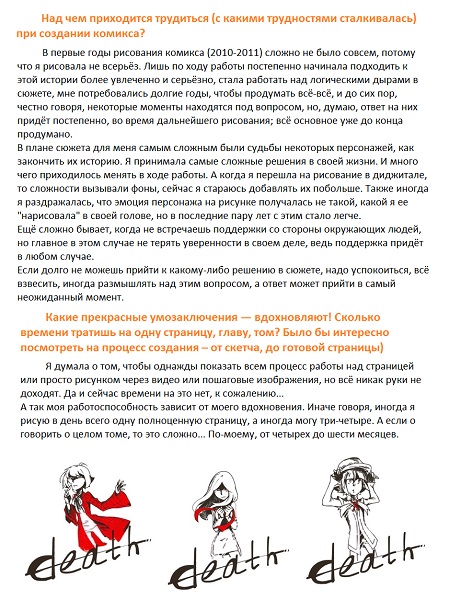 Над чем приходится трудиться (с какими трудностями сталкивалась)
при создании комикса?
В первые годы рисования комикса (2010-2011) сложно не было совсем, потому
что я рисовала не всерьёз. Лишь по ходу работы постепенно начинала подходить к
этой истории более увлеченно и серьёзно, стала работать над логическими дырами в
сюжете, мне потребовались долгие годы, чтобы продумать всё-всё, и до сих пор,
честно говоря, некоторые моменты находятся под вопросом, но, думаю, ответ на них
придёт постепенно, во время дальнейшего рисования; всё основное уже до конца
продумано.
В плане сюжета для меня самым сложным были судьбы некоторых персонажей, как
закончить их историю. Я принимала самые сложные решения в своей жизни. И много
чего приходилось менять в ходе работы. А когда я перешла на рисование в диджитале,
то сложности вызывали фоны, сейчас я стараюсь добавлять их побольше. Также иногда
я раздражалась, что эмоция персонажа на рисунке получалась не такой, какой я ее
"нарисовала" в своей голове, но в последние пару лет с этим стало легче.
Ещё сложно бывает, когда не встречаешь поддержки со стороны окружающих людей,
но главное в этом случае не терять уверенности в своем деле, ведь поддержка придёт
в любом случае.
Если долго не можешь прийти к какому-либо решению в сюжете, надо успокоиться, всё
взвесить, иногда размышлять над этим вопросом, а ответ может прийти в самый
неожиданный момент.
Какие прекрасные умозаключения — вдохновляют! Сколько
времени тратишь на одну страницу, главу, том? Было бы интересно
посмотреть на процесс создания – от скетча, до готовой страницы)
Я думала о том, чтобы однажды показать всем процесс работы над страницей
или просто рисунком через видео или пошаговые изображения, но всё никак руки не
доходят. Да и сейчас времени на это нет, к сожалению...
А так моя работоспособность зависит от моего вдохновения. Иначе говоря, иногда я
рисую в день всего одну полноценную страницу, а иногда могу три-четыре. А если о
говорить о целом томе, то это сложно... По-моему, от четырех до шести месяцев.
death death death